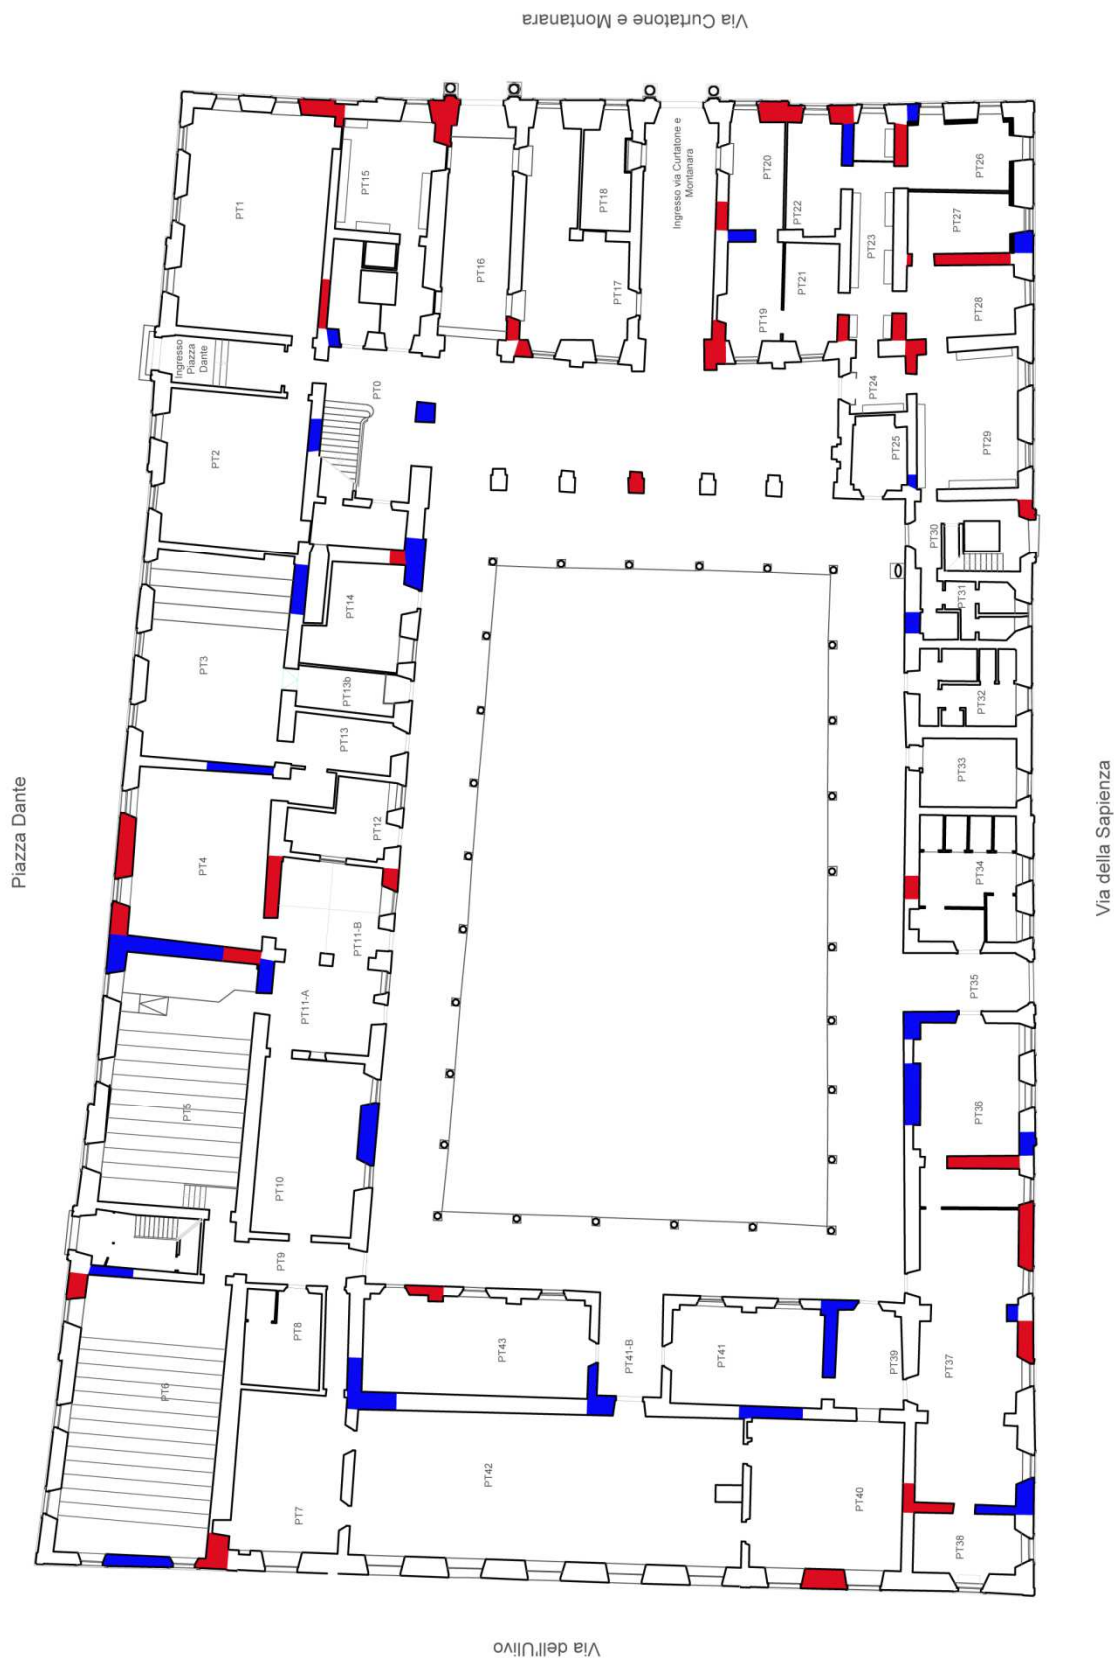 Via Curtatone e Montanara
PT1
PT15
PT16
PT18
PT17
Ingresso via Curtatone e
Montanara
PT20
PT22
PT21
PT19
PT23
PT26
PT27
PT28
Ingresso
Piazza
Dante
PT0
PT2
PT24
PT25
PT29
PT30
PT31
PT32
PT33
PT34
PT35
PT3
PT14
PT13b
PT13
PT12
PT4
PT11-B
PT11-A
PT5
PT10
PT9
PT8
PT6
PT7
PT43
PT41-B
PT41
PT42
PT40
PT39
PT36
PT37
PT38
Piazza Dante
Via della Sapienza
Via dell'Ulivo